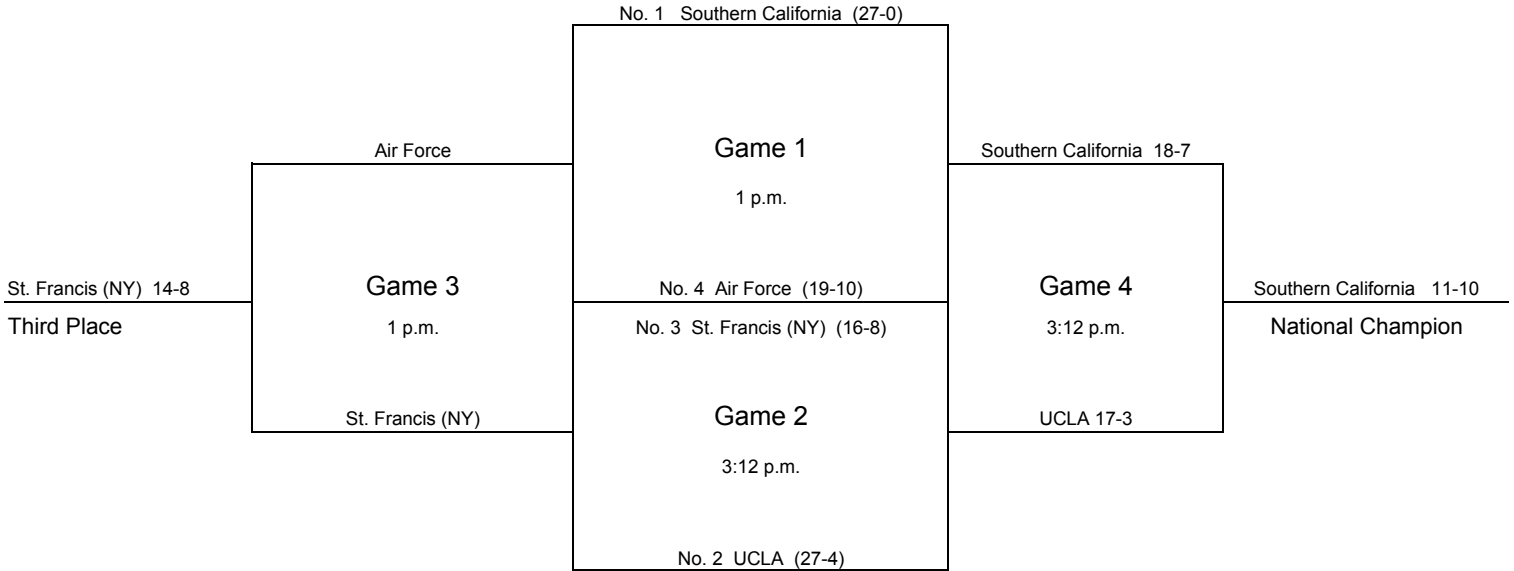 No. 1 Southern California (27-0)
Air Force
Game 1
Southern California 18-7
1 p.m.
St. Francis (NY) 14-8
Game 3
No. 4 Air Force (19-10)
Game 4
Southern California 11-10
Third Place
1 p.m.
No. 3 St. Francis (NY) (16-8)
3:12 p.m.
National Champion
St. Francis (NY)
Game 2
UCLA 17-3
3:12 p.m.
No. 2 UCLA (27-4)